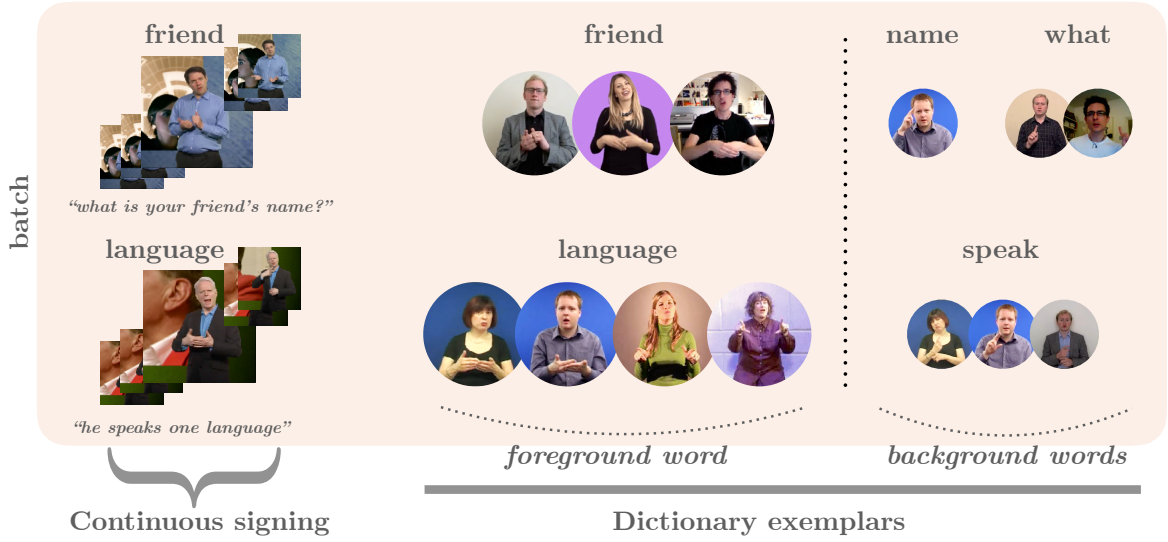 friend
friend
name
what
batch
“what is your friend’s name?”
language
language
speak
“he speaks one language”
foreground word
background words
Continuous signing
Dictionary exemplars